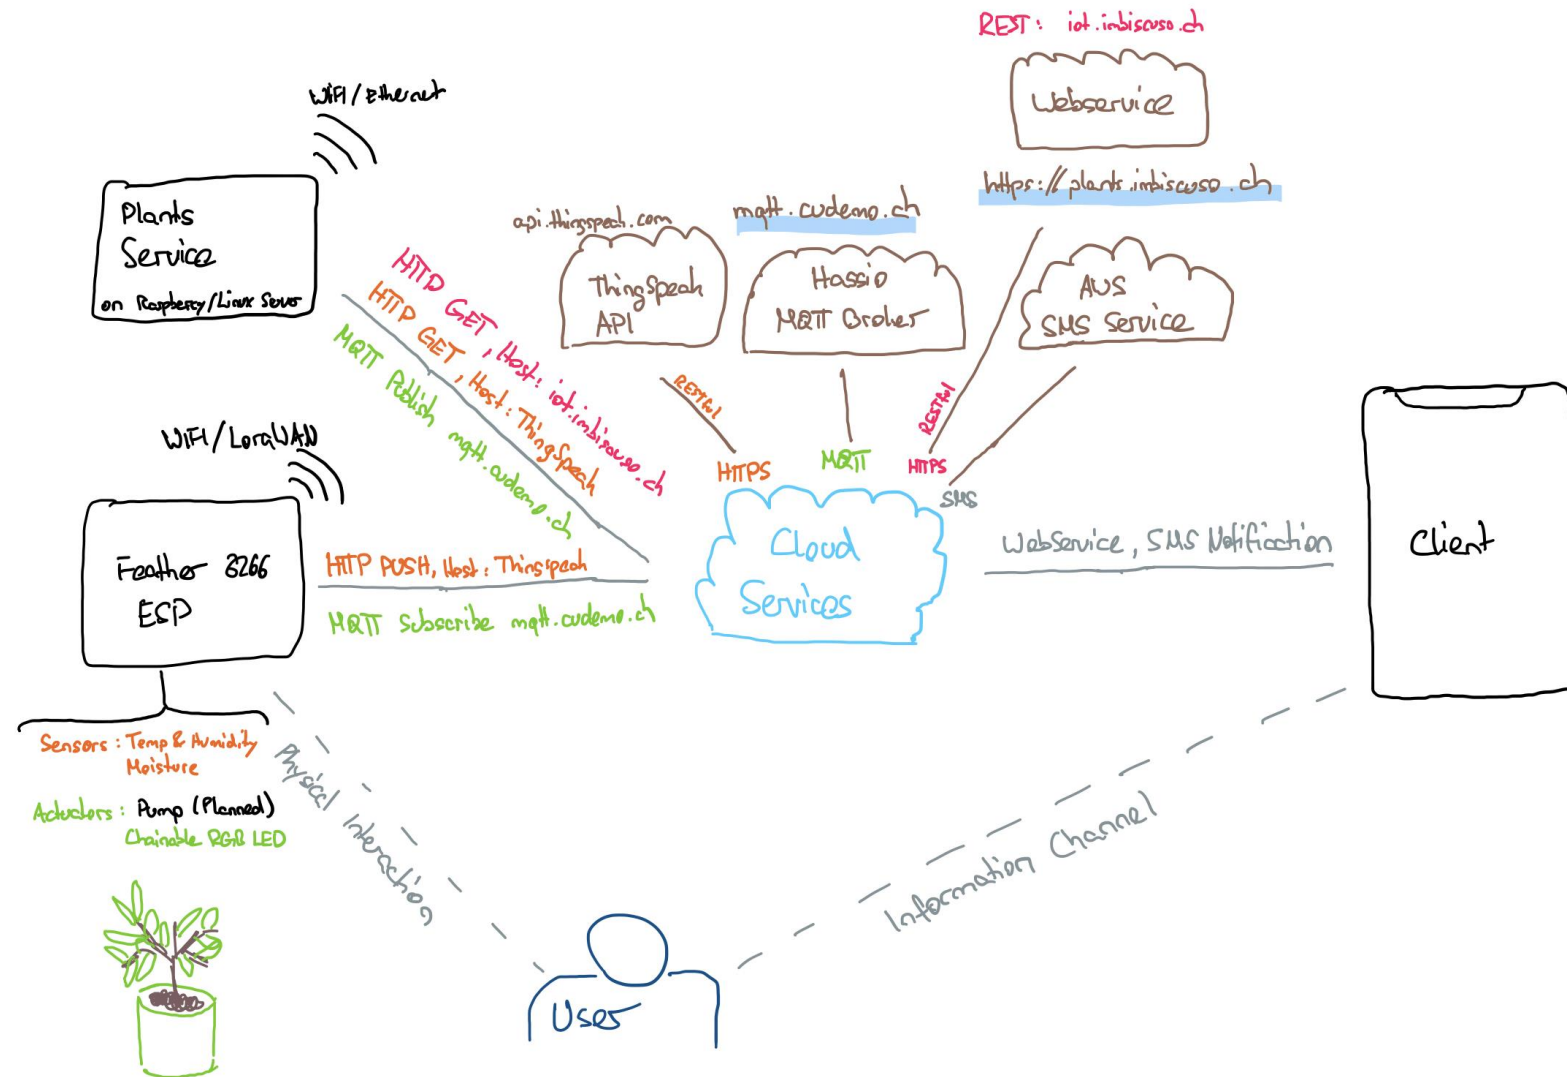 REST: iot.imbiscuso.ch
Webservice
https://plants.imbiscuso.ch
WiFi/Ethernet
Plants
Service
on Raspberry/Linux Server
api.thingspeak.com
ThingSpeak
API
mqtt.cudemo.ch
Hassio
MQTT Broker
AWS
SMS Service
HTTP GET, Host: iot.imbiscuso.ch
HTTP GET, Host: ThingSpeak
MQTT Publish mqtt.cudemo.ch
RESTful
HTTPS
MQTT
RESTful
HTTPS
SMS
WiFi/LoraWAN
Feather 8266
ESP
HTTP PUSH, Host: Thingspeak
MQTT Subscribe mqtt.cudemo.ch
Cloud
Services
WebService, SMS Notification
Client
Sensors: Temp & Humidity
Moisture
Actuators: Pump (Planned)
Chainable RGB LED
Physical Interaction
Information Channel
User